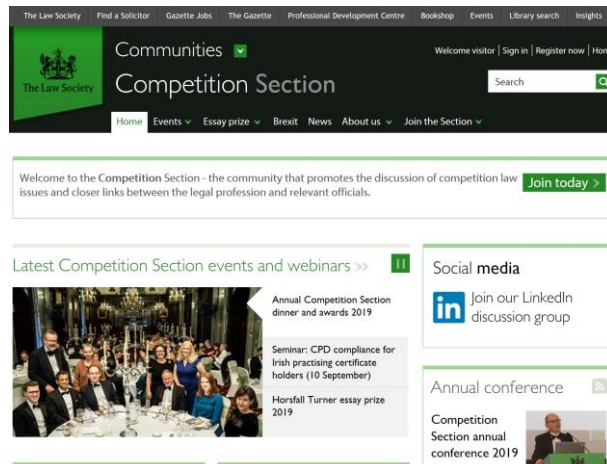 The Law Society Find a Solicitor Gazette Jobs The Gazette Professional Development Centre Bookshop Events Library search Insights
Communities
Welcome visitor | Sign in | Register now |
The Law Society
Competition Section
Search
Home Events Essay prize Brexit News About us Join the Section
Welcome to the Competition Section - the community that promotes the discussion of competition law
issues and closer links between the legal profession and relevant officials.
Join today >
Latest Competition Section events and webinars >>
Annual Competition Section
dinner and awards 2019
Seminar: CPD compliance for
Irish practising certificate
holders (10 September)
Horsfall Turner essay prize
2019
Social media
in
Join our LinkedIn
discussion group
Annual conference
Competition
Section annual
conference 2019